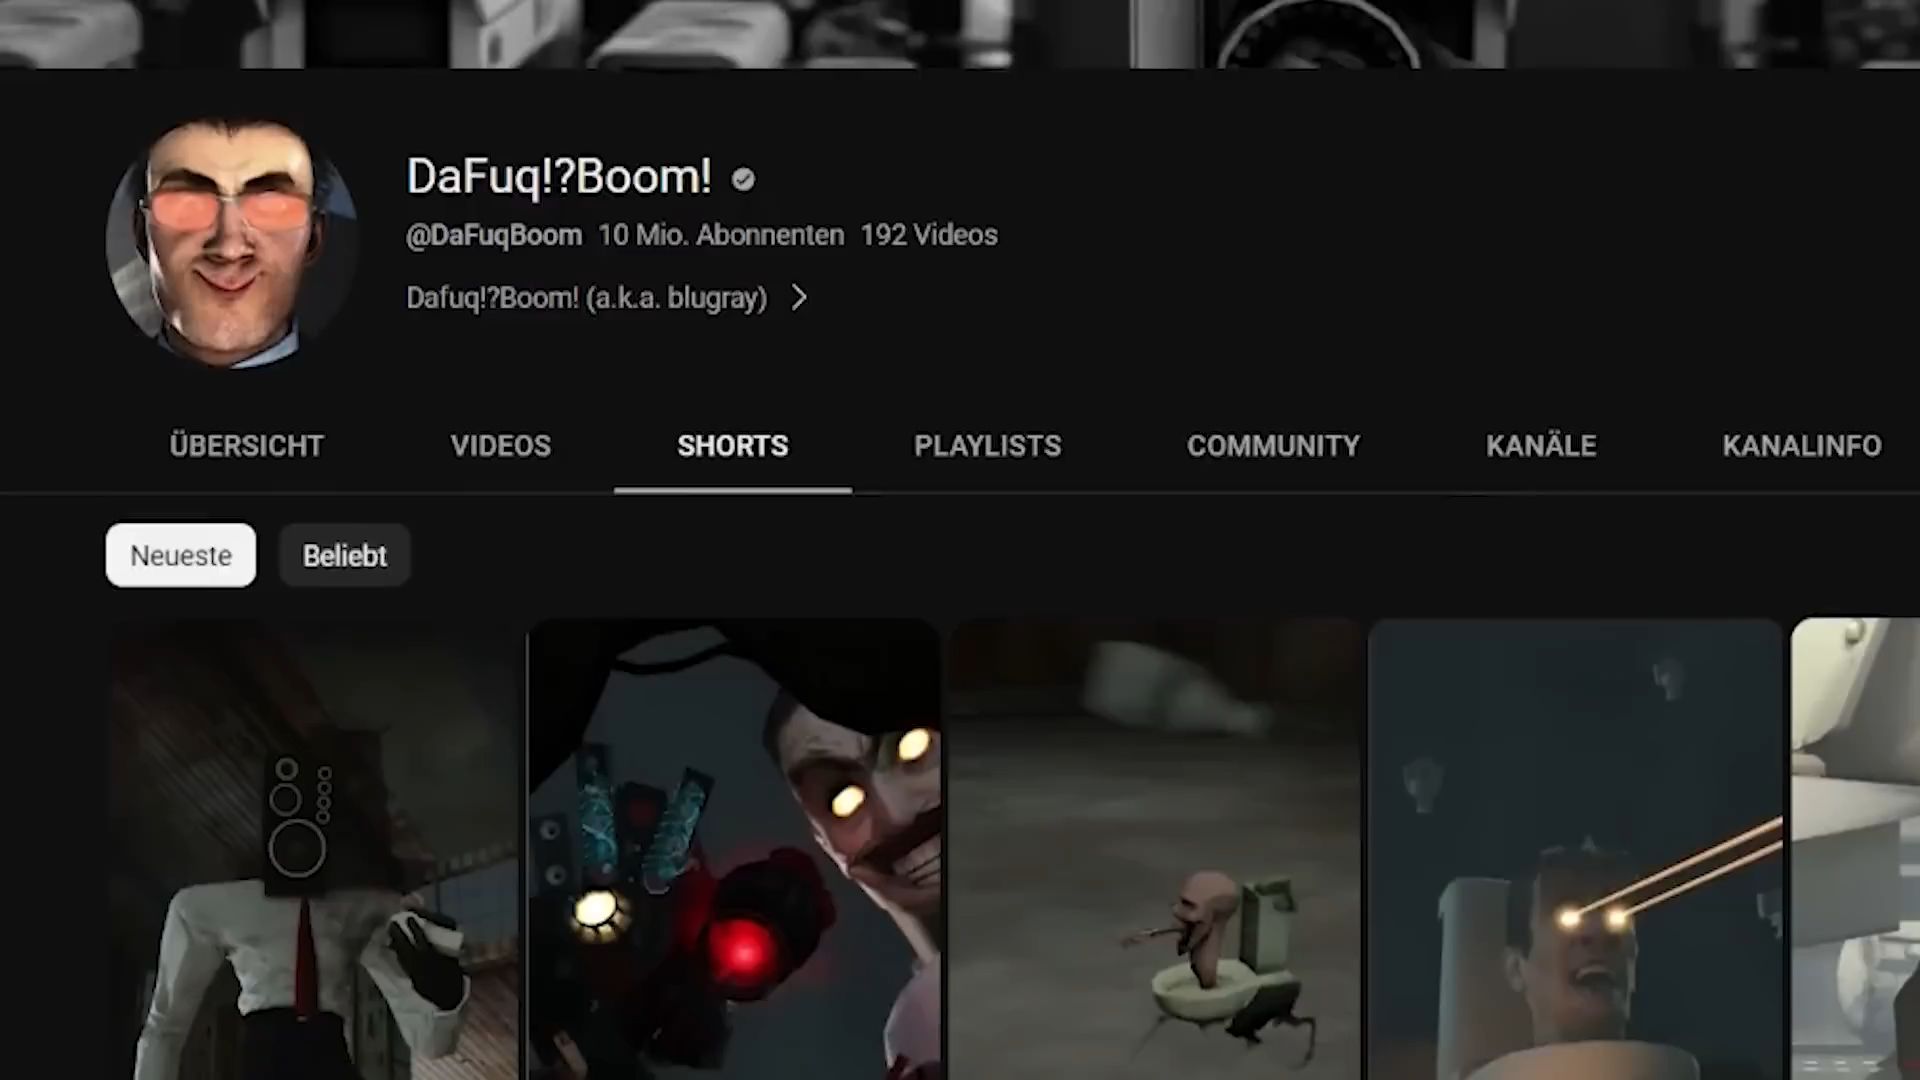 DaFuq!?Boom!
@DaFuqBoom 10 Mio. Abonnenten 192 Videos
Dafuq!?Boom! (a.k.a. blugray)
ÜBERSICHT VIDEOS SHORTS PLAYLISTS COMMUNITY KANÄLE KANALINFO
Neueste Beliebt